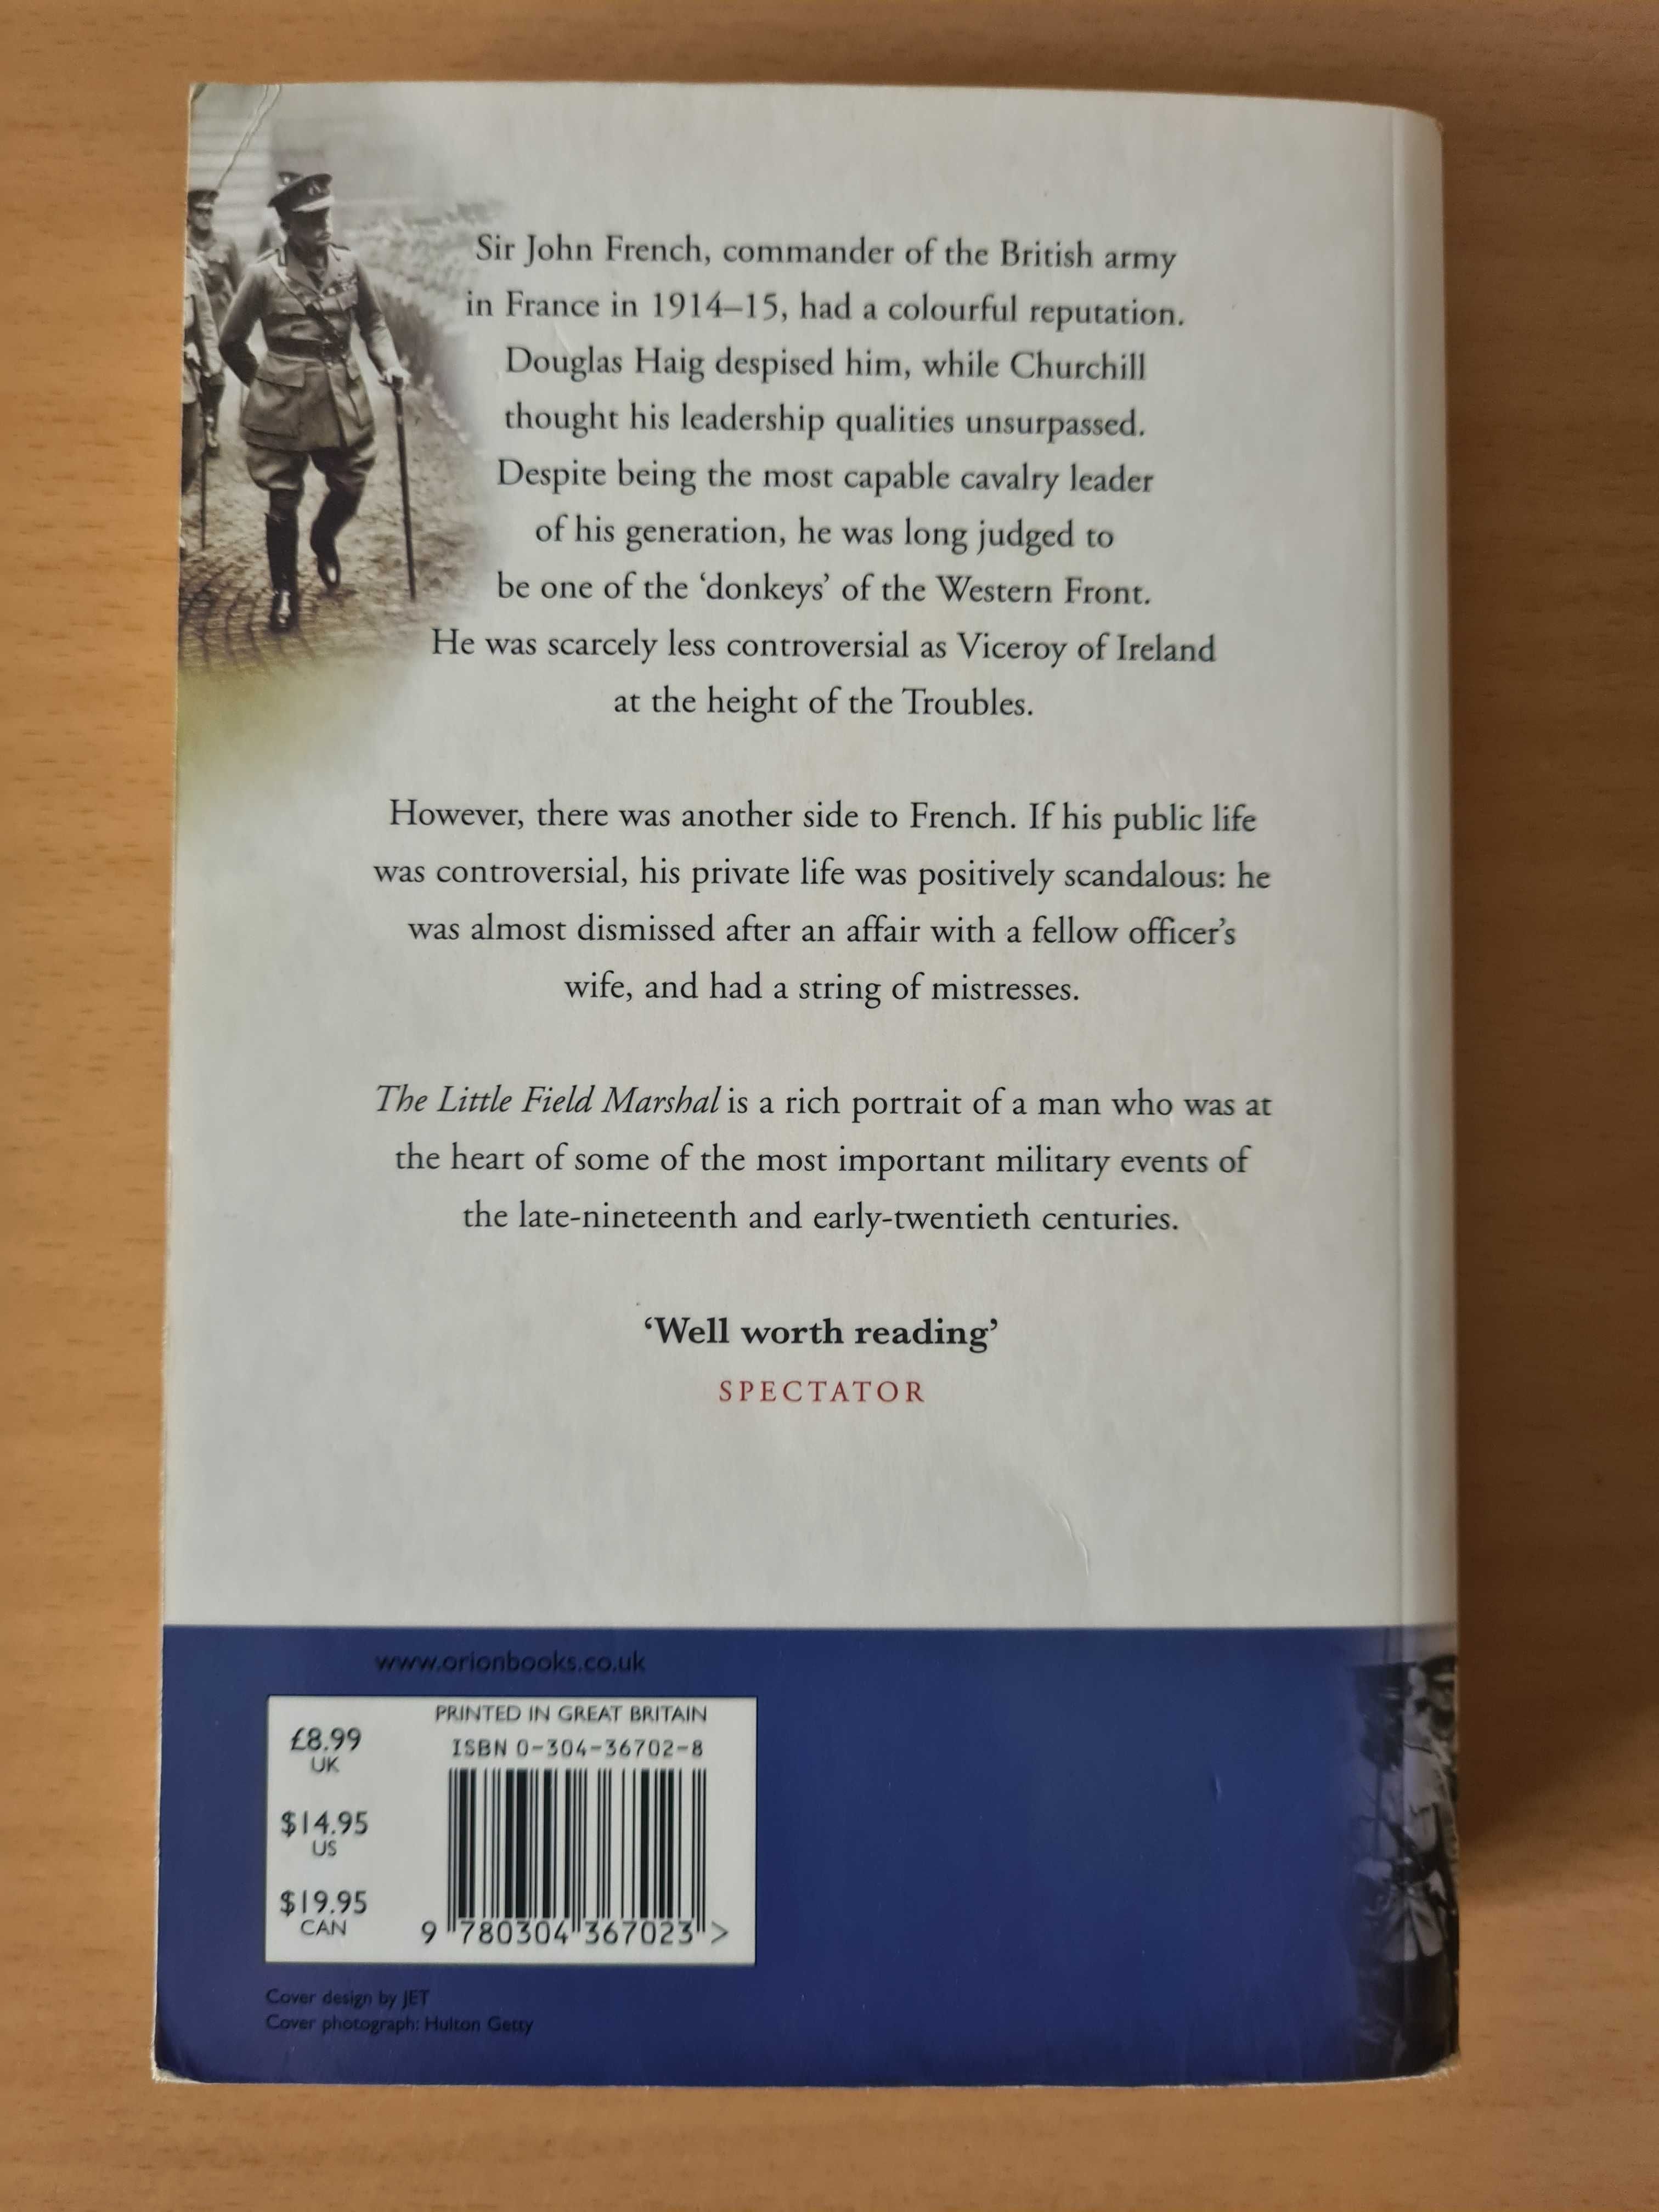 Sir John French, commander of the British army
in France in 1914–15, had a colourful reputation.
Douglas Haig despised him, while Churchill
thought his leadership qualities unsurpassed.
Despite being the most capable cavalry leader
of his generation, he was long judged to
be one of the ‘donkeys’ of the Western Front.
He was scarcely less controversial as Viceroy of Ireland
at the height of the Troubles.
However, there was another side to French. If his public life
was controversial, his private life was positively scandalous: he
was almost dismissed after an affair with a fellow officer’s
wife, and had a string of mistresses.
The Little Field Marshal is a rich portrait of a man who was at
the heart of some of the most important military events of
the late-nineteenth and early-twentieth centuries.
‘Well worth reading’
SPECTATOR
www.orionbooks.co.uk
PRINTED IN GREAT BRITAIN
ISBN 0-304-36702-8
£8.99
UK
$14.95
US
$19.95
CAN
9 780304 367023 >
Cover design by JET
Cover photograph: Hulton Getty